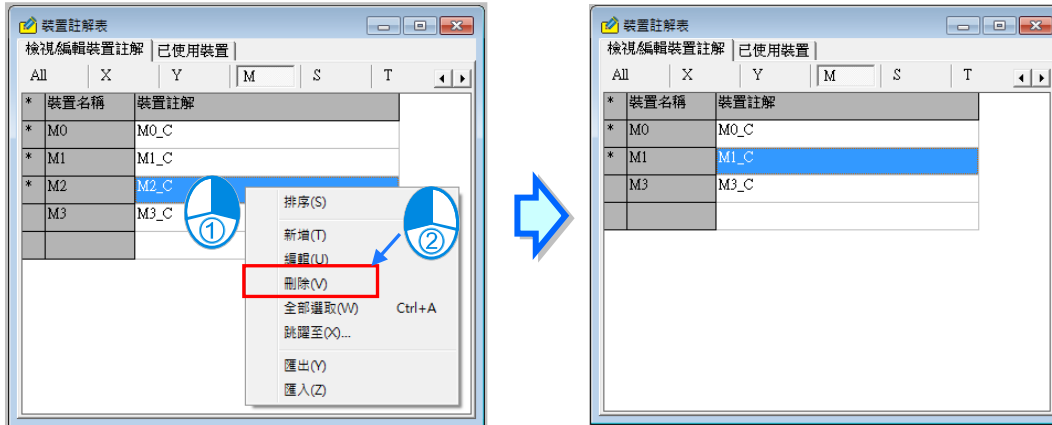 裝置註解表
檢視/編輯裝置註解 已使用裝置
All X Y M S T
* 裝置名稱 裝置註解
* M0 M0_C
* M1 M1_C
* M2 M2_C
M3 M3_C
① ②
排序(S)
新增(T)
編輯(U)
刪除(V)
全部選取(W) Ctrl+A
跳躍至(X)...
匯出(Y)
匯入(Z)
裝置註解表
檢視/編輯裝置註解 已使用裝置
All X Y M S T
* 裝置名稱 裝置註解
* M0 M0_C
* M1 M1_C
M3 M3_C